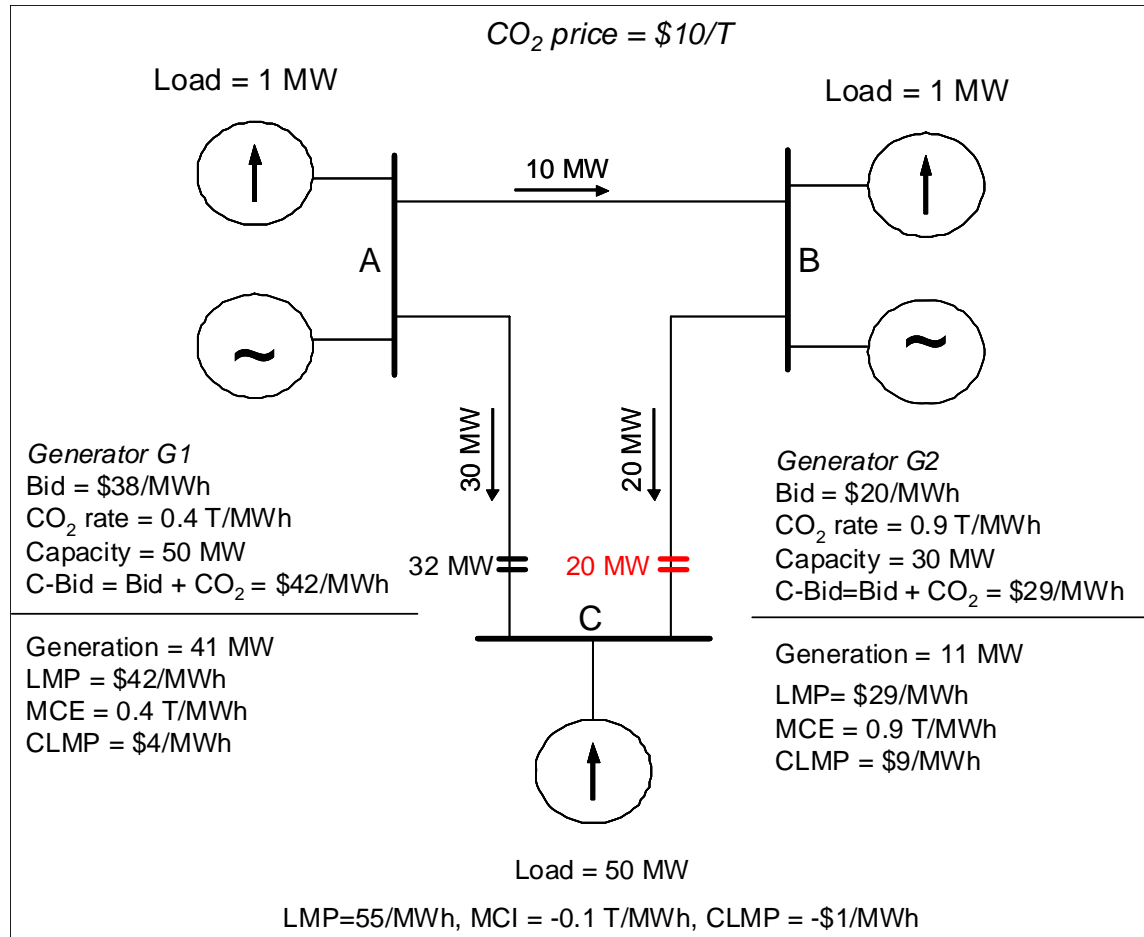 CO₂ price = $10/T
Load = 1 MW
Load = 1 MW
10 MW
A
B
30 MW
20 MW
Generator G1
Bid = $38/MWh
CO₂ rate = 0.4 T/MWh
Capacity = 50 MW
C-Bid = Bid + CO₂ = $42/MWh
32 MW
20 MW
Generator G2
Bid = $20/MWh
CO₂ rate = 0.9 T/MWh
Capacity = 30 MW
C-Bid=Bid + CO₂ = $29/MWh
C
Generation = 41 MW
LMP = $42/MWh
MCE = 0.4 T/MWh
CLMP = $4/MWh
Generation = 11 MW
LMP= $29/MWh
MCE = 0.9 T/MWh
CLMP = $9/MWh
Load = 50 MW
LMP=55/MWh, MCI = -0.1 T/MWh, CLMP = -$1/MWh